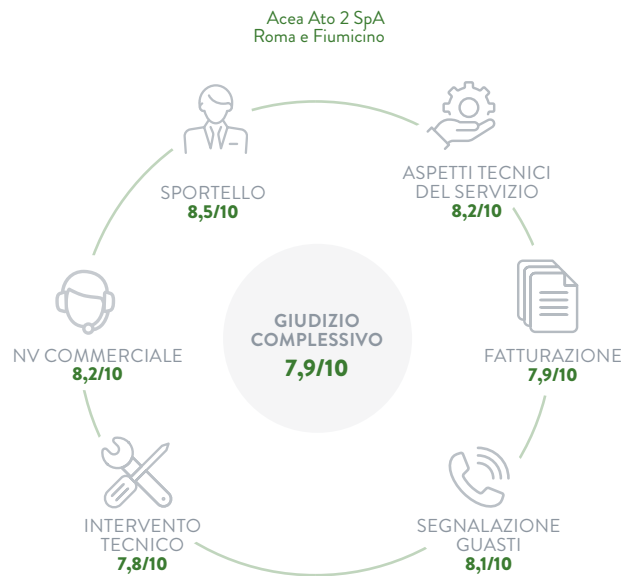 Acea Ato 2 SpA
Roma e Fiumicino
SPORTELLO
8,5/10
ASPETTI TECNICI
DEL SERVIZIO
8,2/10
NV COMMERCIALE
8,2/10
GIUDIZIO
COMPLESSIVO
7,9/10
FATTURAZIONE
7,9/10
INTERVENTO
TECNICO
7,8/10
SEGNALAZIONE
GUASTI
8,1/10